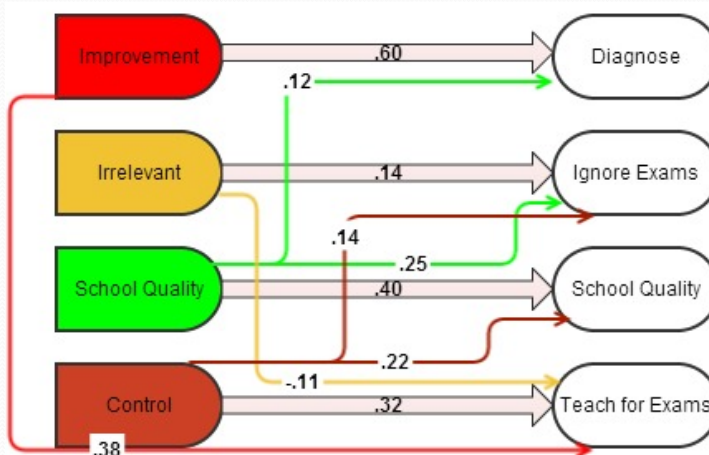 Improvement
.60
Diagnose
.12
Irrelevant
.14
Ignore Exams
.14
.25
School Quality
.40
School Quality
.22
-.11
Control
.32
Teach for Exams
.38